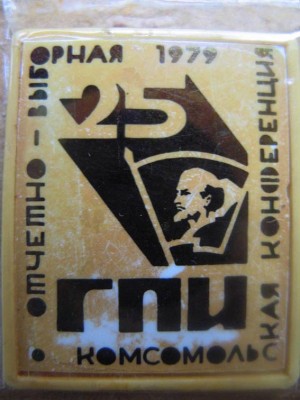 ОТЧЕТНО-ВЫБОРНАЯ 1979
КОМСОМОЛЬСКАЯ КОНФЕРЕНЦИЯ
25
ГПИ